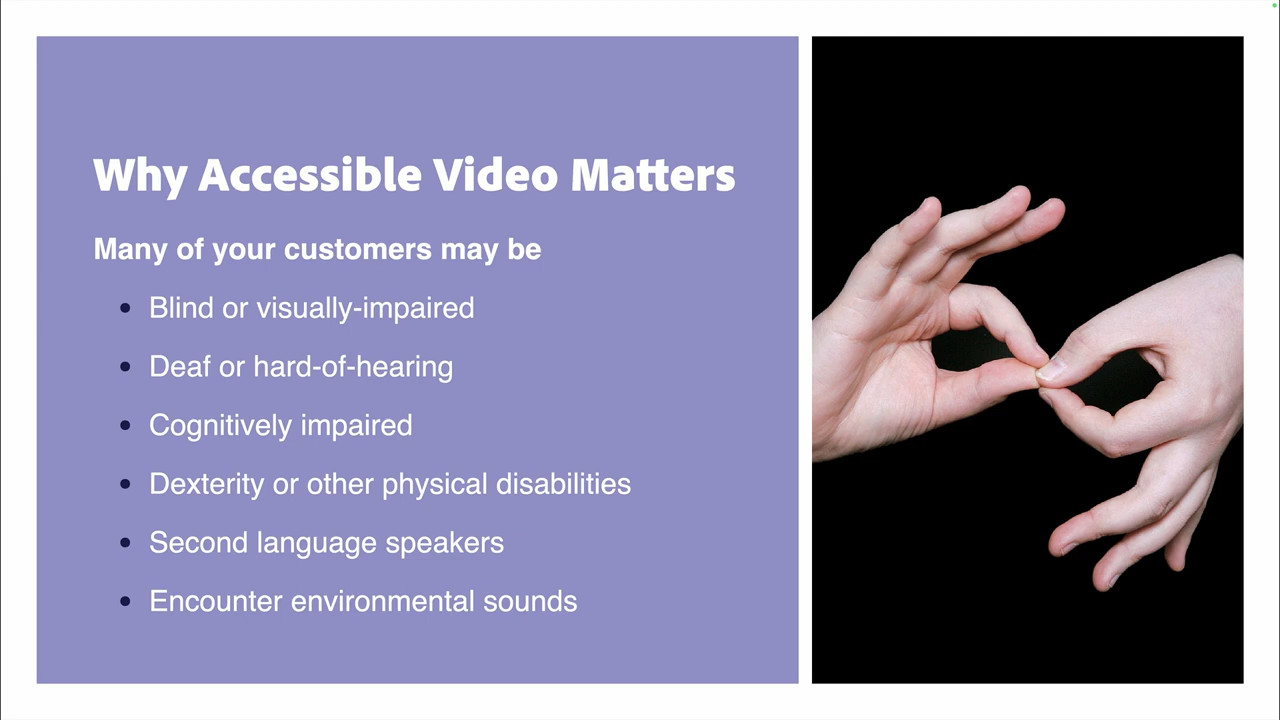 Why Accessible Video Matters
Many of your customers may be
• Blind or visually-impaired
• Deaf or hard-of-hearing
• Cognitively impaired
• Dexterity or other physical disabilities
• Second language speakers
• Encounter environmental sounds